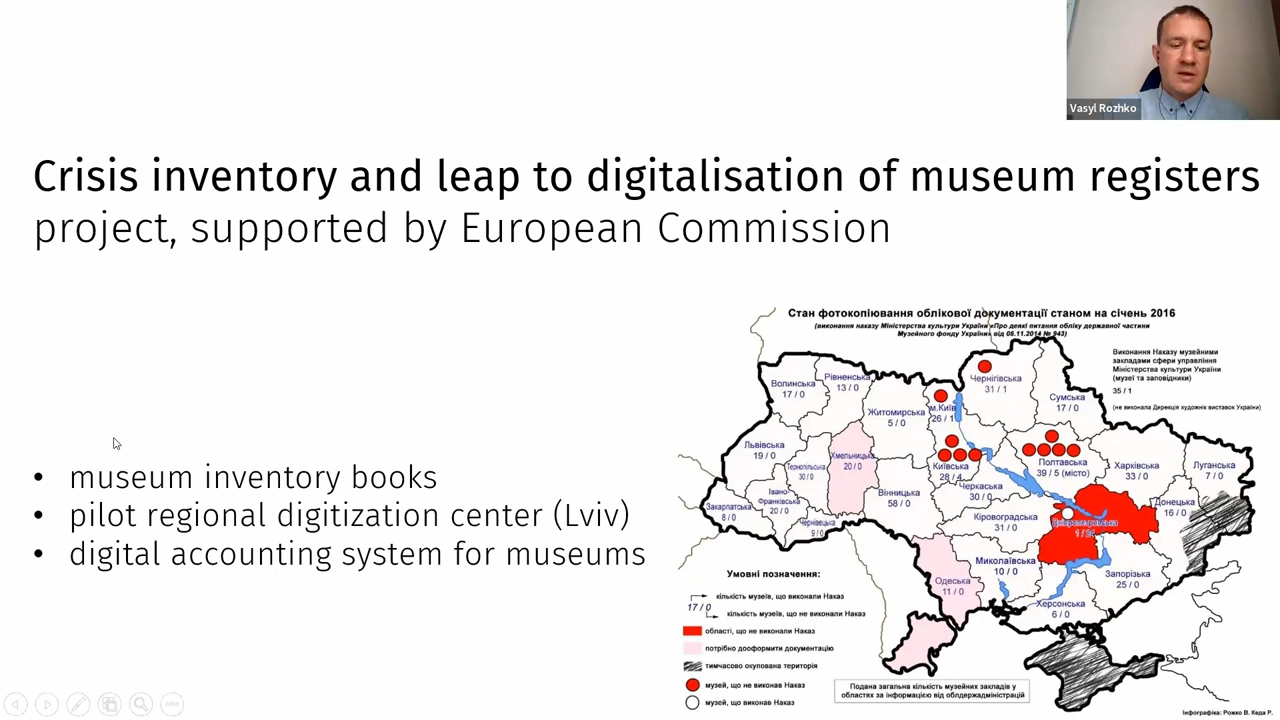 Vasyl Rozhko
Crisis inventory and leap to digitalisation of museum registers
project, supported by European Commission
• museum inventory books
• pilot regional digitization center (Lviv)
• digital accounting system for museums
Стан фотокопіювання облікової документації станом на січень 2016
(виконання наказу Міністерства культури України «Про деякі питання обліку державної частини
Музейного фонду України» від 05.11.2014 № 943)
Виконання Наказу музейними
закладами сфери управління
Міністерства культури України
(музеї та заповідники)
35 / 1
(не виконала Дирекція художніх виставок України)
Волинська
17 / 0
Рівненська
13 / 0
Житомирська
5 / 0
м.Київ
26 / 1
Чернігівська
31 / 1
Сумська
17 / 0
Львівська
19 / 0
Тернопільська
30 / 0
Хмельницька
20 / 0
Київська
28 / 4
Полтавська
39 / 5 (місто)
Харківська
33 / 0
Луганська
7 / 0
Закарпатська
8 / 0
Івано-
Франківська
20 / 0
Чернівецька
9 / 0
Вінницька
58 / 0
Черкаська
30 / 0
Кіровоградська
31 / 0
Дніпропетровська
Донецька
16 / 0
Одеська
11 / 0
Миколаївська
10 / 0
Запорізька
25 / 0
Херсонська
6 / 0
Умовні позначення:
17 / 0
кількість музеїв, що виконали Наказ
кількість музеїв, що не виконали Наказ
області, що не виконали Наказ
потрібно дооформити документацію
тимчасово окупована територія
музей, що не виконав Наказ
музей, що виконав Наказ
Подана загальна кількість музейних закладів у
областях за інформацією від облдержадміністрацій
Інфографіка: Рожко В. Кеда Р.